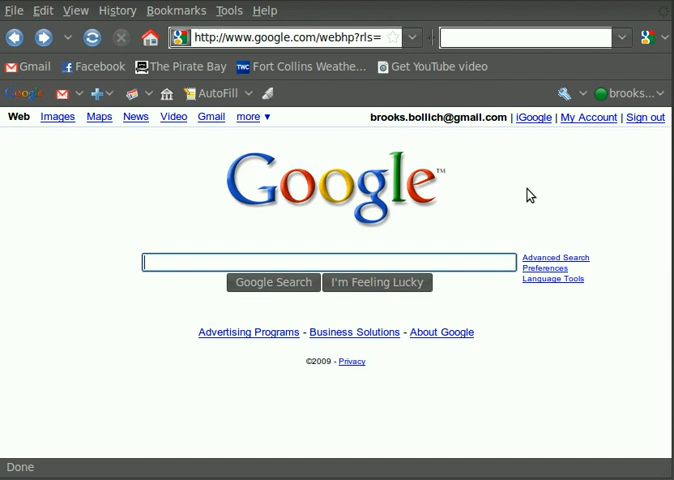 File Edit View History Bookmarks Tools Help
http://www.google.com/webhp?rls=
Gmail Facebook The Pirate Bay TWC Fort Collins Weathe... Get YouTube video
Google AutoFill brooks...
Web Images Maps News Video Gmail more ▼ brooks.bollich@gmail.com | iGoogle | My Account | Sign out
Google™
Advanced Search
Preferences
Language Tools
Google Search I'm Feeling Lucky
Advertising Programs - Business Solutions - About Google
©2009 - Privacy
Done